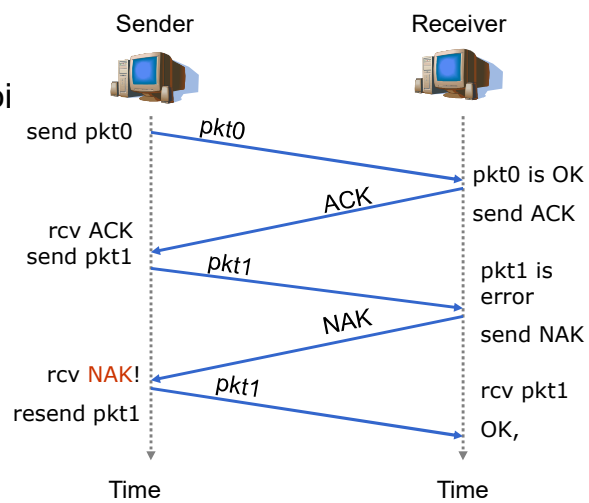 Sender
Receiver
pi
send pkt0
pkt0
pkt0 is OK
ACK
send ACK
rcv ACK
send pkt1
pkt1
pkt1 is
error
NAK
send NAK
rcv NAK!
pkt1
rcv pkt1
resend pkt1
OK,
Time
Time